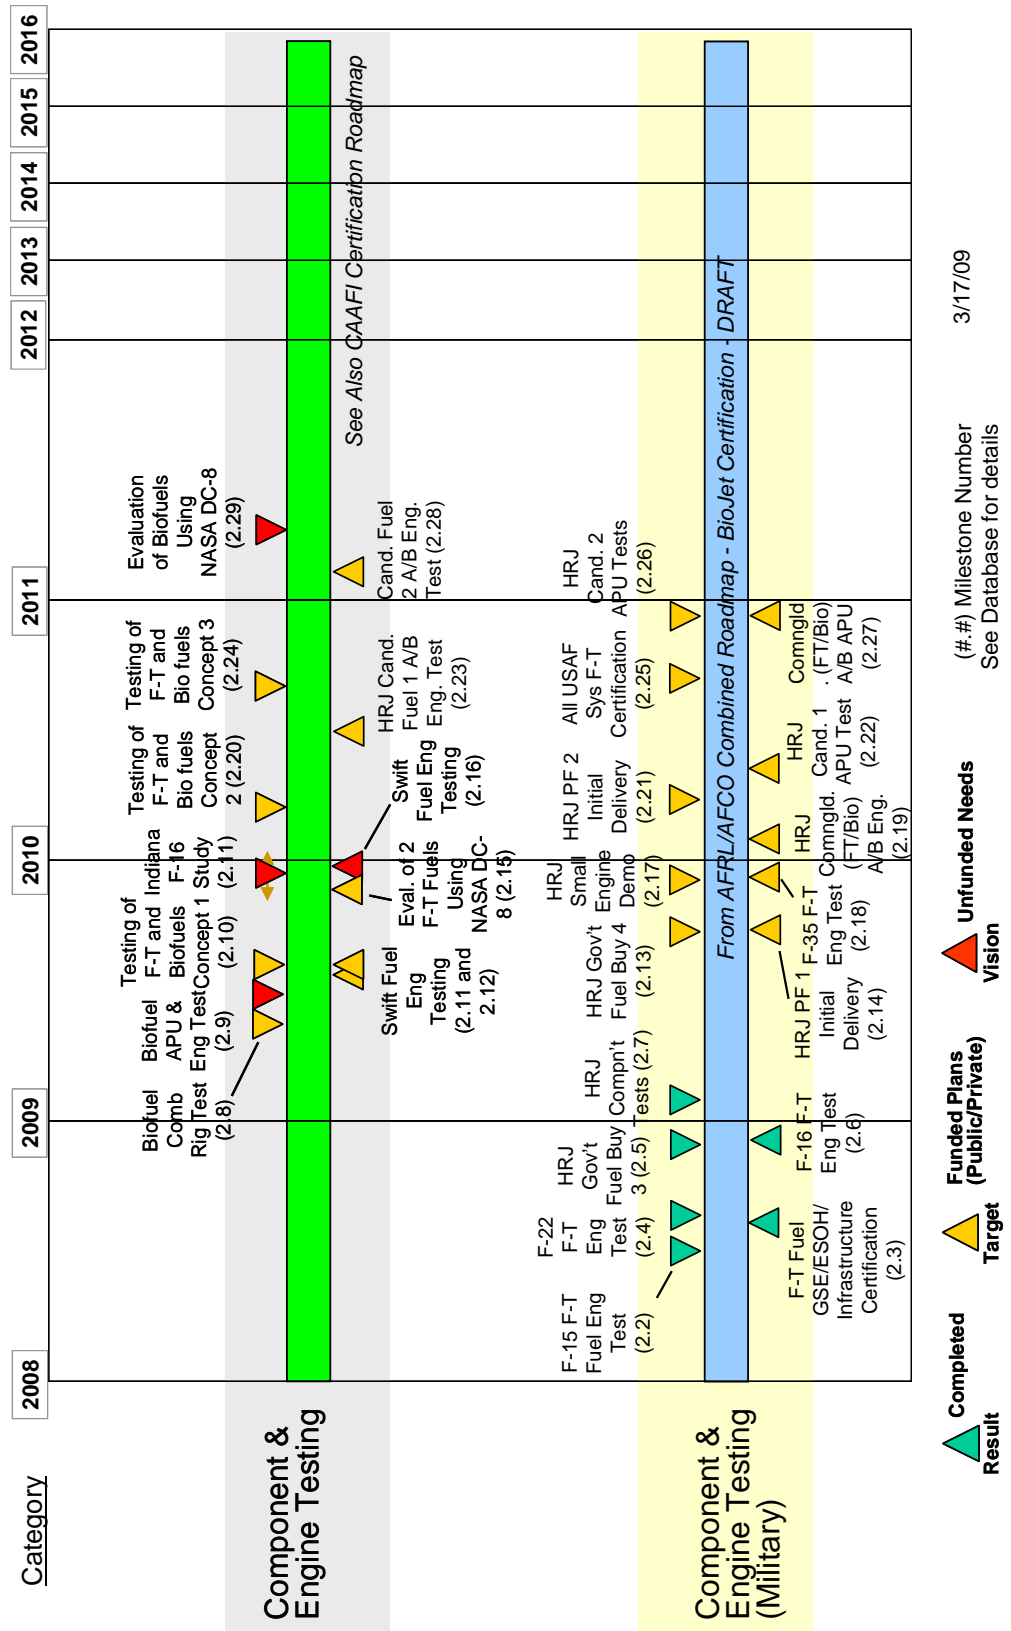 Category
2008
2009
2010
2011
2012
2013
2014
2015
2016
Component &
Engine Testing
Biofuel
Comb
Rig Test
(2.8)
Biofuel
APU &
Eng Test
(2.9)
Testing of
F-T and
Biofuels
Concept 1
(2.10)
Indiana
F-16
Study
(2.11)
Testing of
F-T and
Bio fuels
Concept
2 (2.20)
Testing of
F-T and
Bio fuels
Concept 3
(2.24)
Evaluation
of Biofuels
Using
NASA DC-8
(2.29)
Swift Fuel
Eng
Testing
(2.11 and
2.12)
Eval. of 2
F-T Fuels
Using
NASA DC-
8 (2.15)
Swift
Fuel Eng
Testing
(2.16)
HRJ Cand.
Fuel 1 A/B
Eng. Test
(2.23)
Cand. Fuel
2 A/B Eng.
Test (2.28)
See Also CAAFI Certification Roadmap
Component &
Engine Testing
(Military)
F-15 F-T
Fuel Eng
Test
(2.2)
F-22
F-T
Eng
Test
(2.4)
HRJ
Gov't
Fuel Buy
3 (2.5)
HRJ
Compn't
Tests (2.7)
HRJ Gov't
Fuel Buy 4
(2.13)
HRJ
Small
Engine
Demo
(2.17)
HRJ PF 2
Initial
Delivery
(2.21)
All USAF
Sys F-T
Certification
(2.25)
HRJ
Cand. 2
APU Tests
(2.26)
From AFRL/AFCO Combined Roadmap - BioJet Certification - DRAFT
F-T Fuel
GSE/ESOH/
Infrastructure
Certification
(2.3)
F-16 F-T
Eng Test
(2.6)
HRJ PF 1
Initial
Delivery
(2.14)
F-35 F-T
Eng Test
(2.18)
HRJ
Comngld.
(FT/Bio)
A/B Eng.
(2.19)
HRJ
Cand. 1
APU Test
(2.22)
Comngld
. (FT/Bio)
A/B APU
(2.27)
Result
Completed
Target
Funded Plans
(Public/Private)
Vision
Unfunded Needs
(#.#) Milestone Number
See Database for details
3/17/09